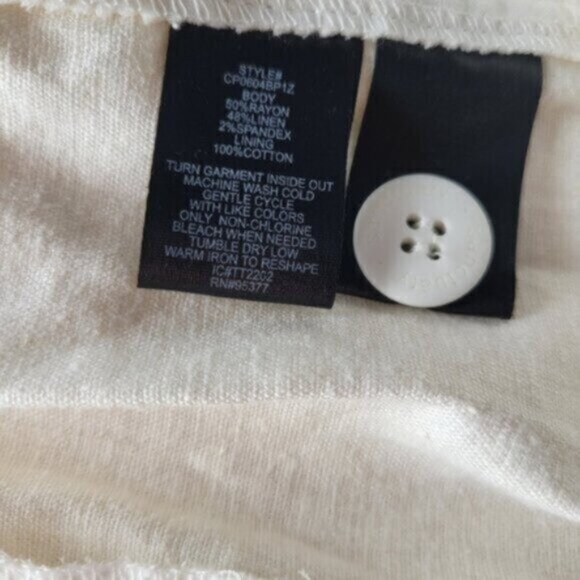 STYLE#
CP0604BP1Z
BODY
50%RAYON
48%LINEN
2%SPANDEX
LINING
100%COTTON
TURN GARMENT INSIDE OUT
MACHINE WASH COLD
GENTLE CYCLE
WITH LIKE COLORS
ONLY NON-CHLORINE
BLEACH WHEN NEEDED
TUMBLE DRY LOW
WARM IRON TO RESHAPE
IC#TT2202
RN#95377